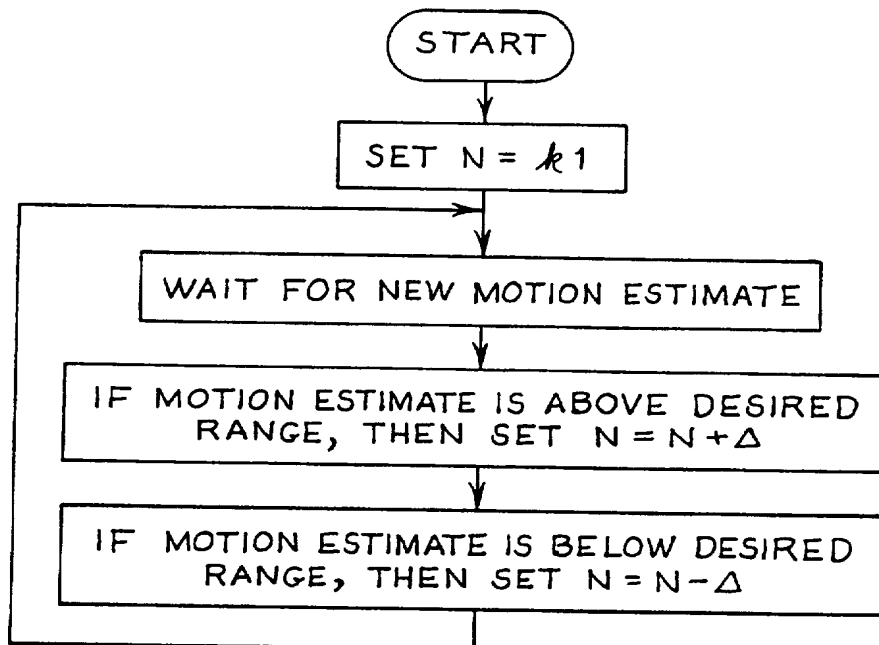 START
SET N = k1
WAIT FOR NEW MOTION ESTIMATE
IF MOTION ESTIMATE IS ABOVE DESIRED
RANGE, THEN SET N = N + Δ
IF MOTION ESTIMATE IS BELOW DESIRED
RANGE, THEN SET N = N - Δ